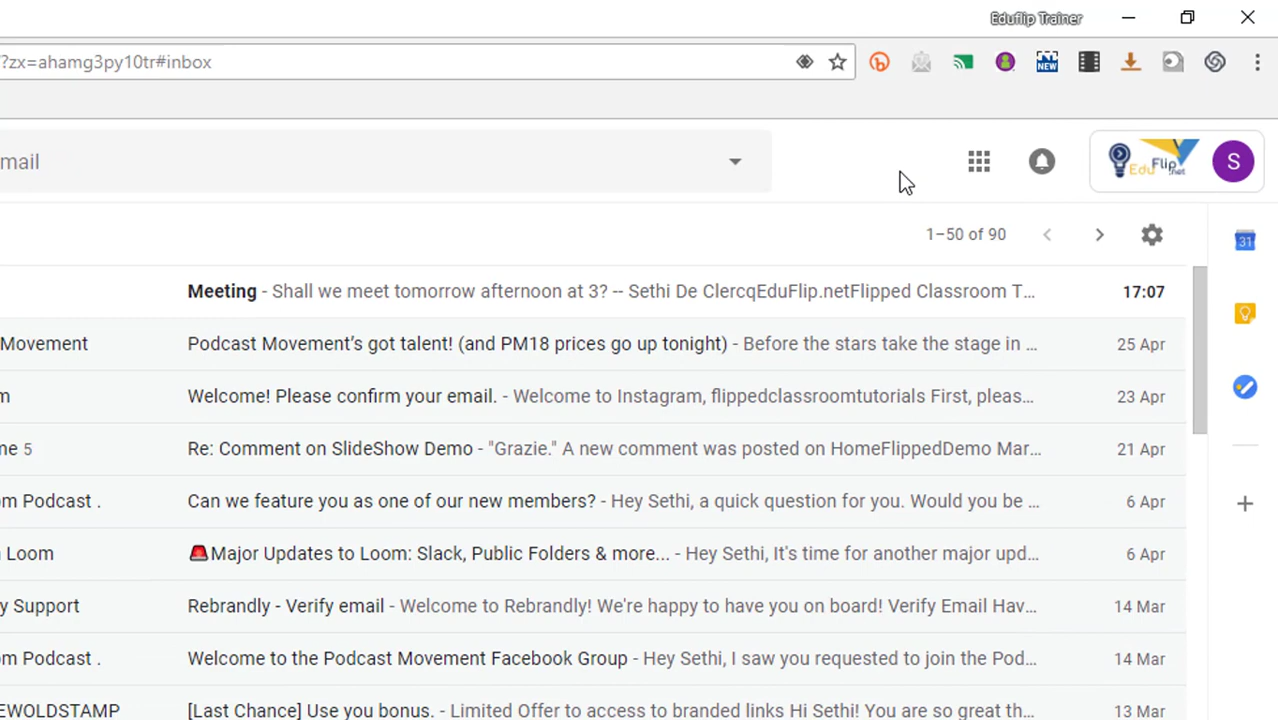 Eduflip Trainer
?zx=ahamg3py10tr#inbox
NEW
mail
EduFlip.net
S
1–50 of 90
31
Meeting - Shall we meet tomorrow afternoon at 3? -- Sethi De ClercqEduFlip.netFlipped Classroom T... 17:07
Movement Podcast Movement's got talent! (and PM18 prices go up tonight) - Before the stars take the stage in ... 25 Apr
m Welcome! Please confirm your email. - Welcome to Instagram, flippedclassroomtutorials First, pleas... 23 Apr
me 5 Re: Comment on SlideShow Demo - "Grazie." A new comment was posted on HomeFlippedDemo Mar... 21 Apr
om Podcast . Can we feature you as one of our new members? - Hey Sethi, a quick question for you. Would you be ... 6 Apr
Loom 🚨Major Updates to Loom: Slack, Public Folders & more... - Hey Sethi, It's time for another major upd... 6 Apr
y Support Rebrandly - Verify email - Welcome to Rebrandly! We're happy to have you on board! Verify Email Hav... 14 Mar
om Podcast . Welcome to the Podcast Movement Facebook Group - Hey Sethi, I saw you requested to join the Pod... 14 Mar
EWOLDSTAMP [Last Chance] Use you bonus. - Limited Offer to access to branded links Hi Sethi! You are so great th... 13 Mar